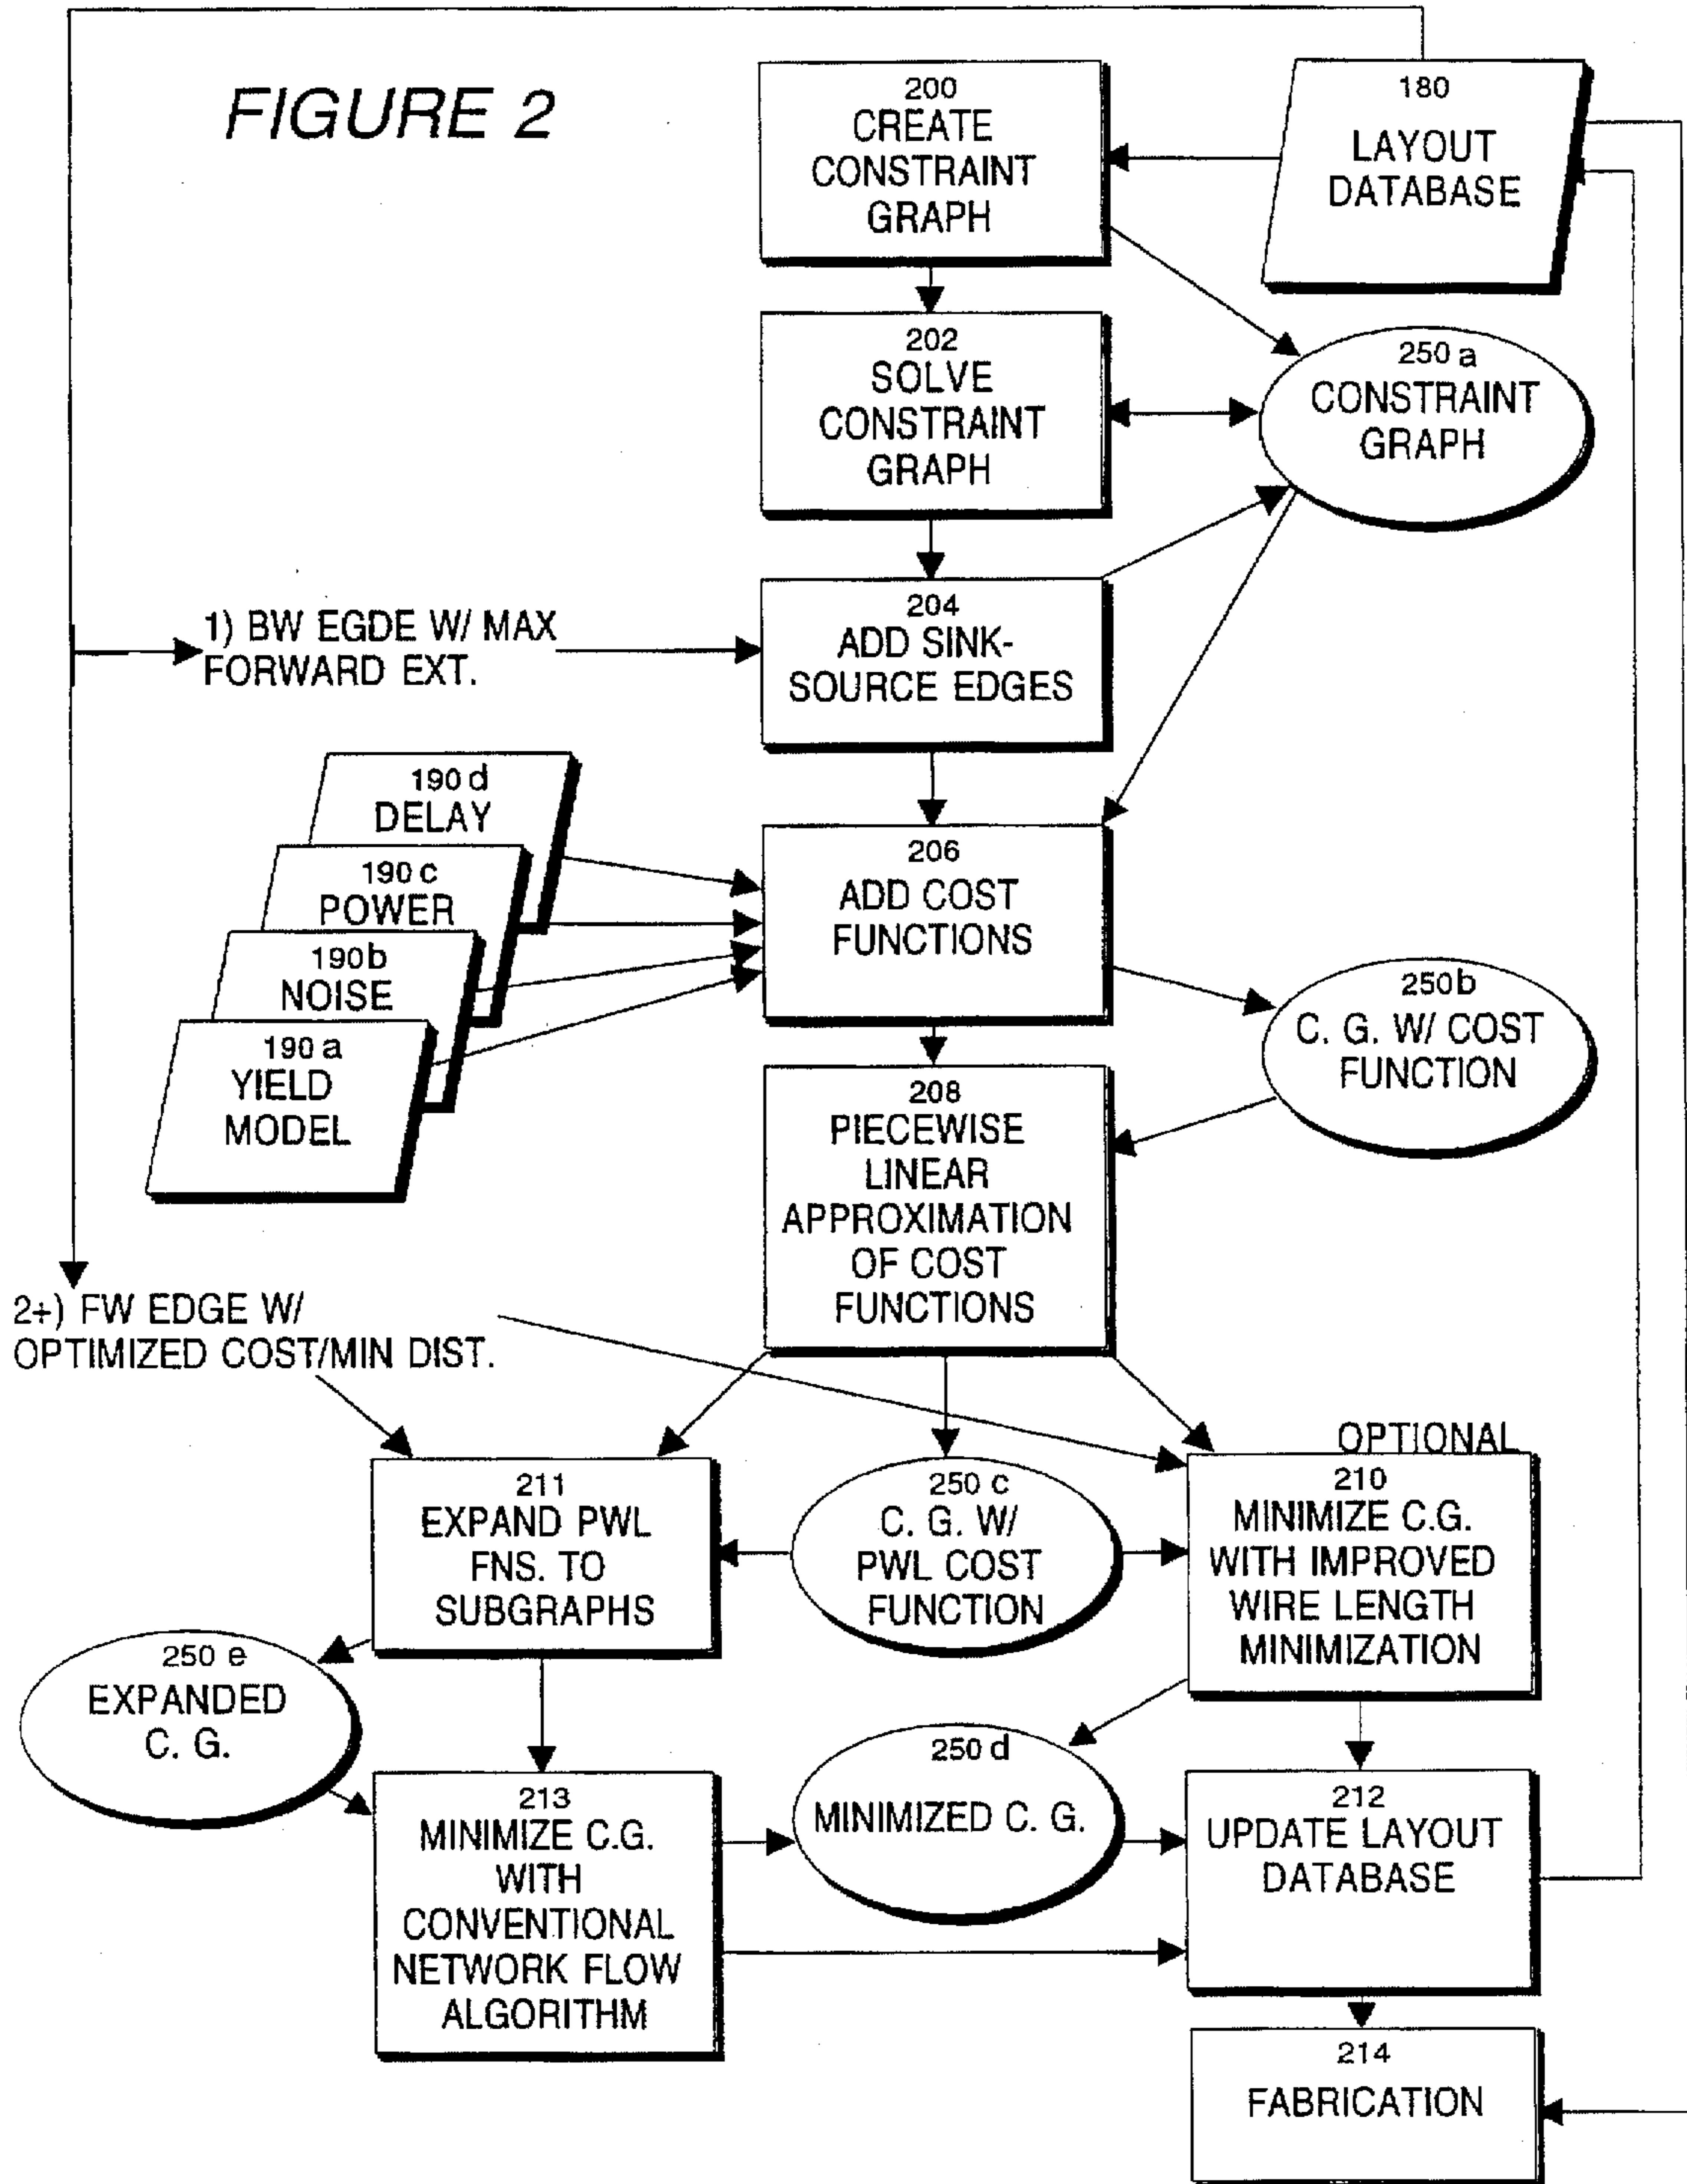 FIGURE 2
200
CREATE
CONSTRAINT
GRAPH
180
LAYOUT
DATABASE
202
SOLVE
CONSTRAINT
GRAPH
250 a
CONSTRAINT
GRAPH
1) BW EGDE W/ MAX
FORWARD EXT.
204
ADD SINK-
SOURCE EDGES
190 d
DELAY
190 c
POWER
190b
NOISE
190 a
YIELD
MODEL
206
ADD COST
FUNCTIONS
250b
C. G. W/ COST
FUNCTION
208
PIECEWISE
LINEAR
APPROXIMATION
OF COST
FUNCTIONS
2+) FW EDGE W/
OPTIMIZED COST/MIN DIST.
211
EXPAND PWL
FNS. TO
SUBGRAPHS
250 c
C. G. W/
PWL COST
FUNCTION
OPTIONAL
210
MINIMIZE C.G.
WITH IMPROVED
WIRE LENGTH
MINIMIZATION
250 e
EXPANDED
C. G.
213
MINIMIZE C.G.
WITH
CONVENTIONAL
NETWORK FLOW
ALGORITHM
250 d
MINIMIZED C. G.
212
UPDATE LAYOUT
DATABASE
214
FABRICATION